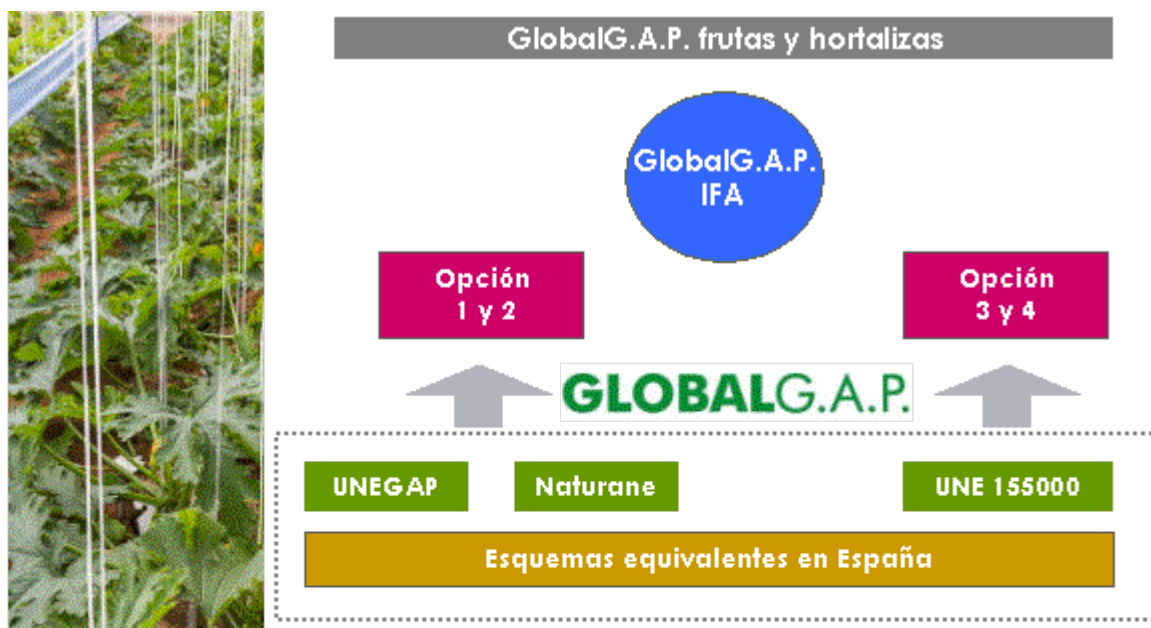 GlobalG.A.P. frutas y hortalizas
GlobalG.A.P.
IFA
Opción
1 y 2
Opción
3 y 4
GLOBALG.A.P.
UNEGAP
Naturane
UNE 155000
Esquemas equivalentes en España